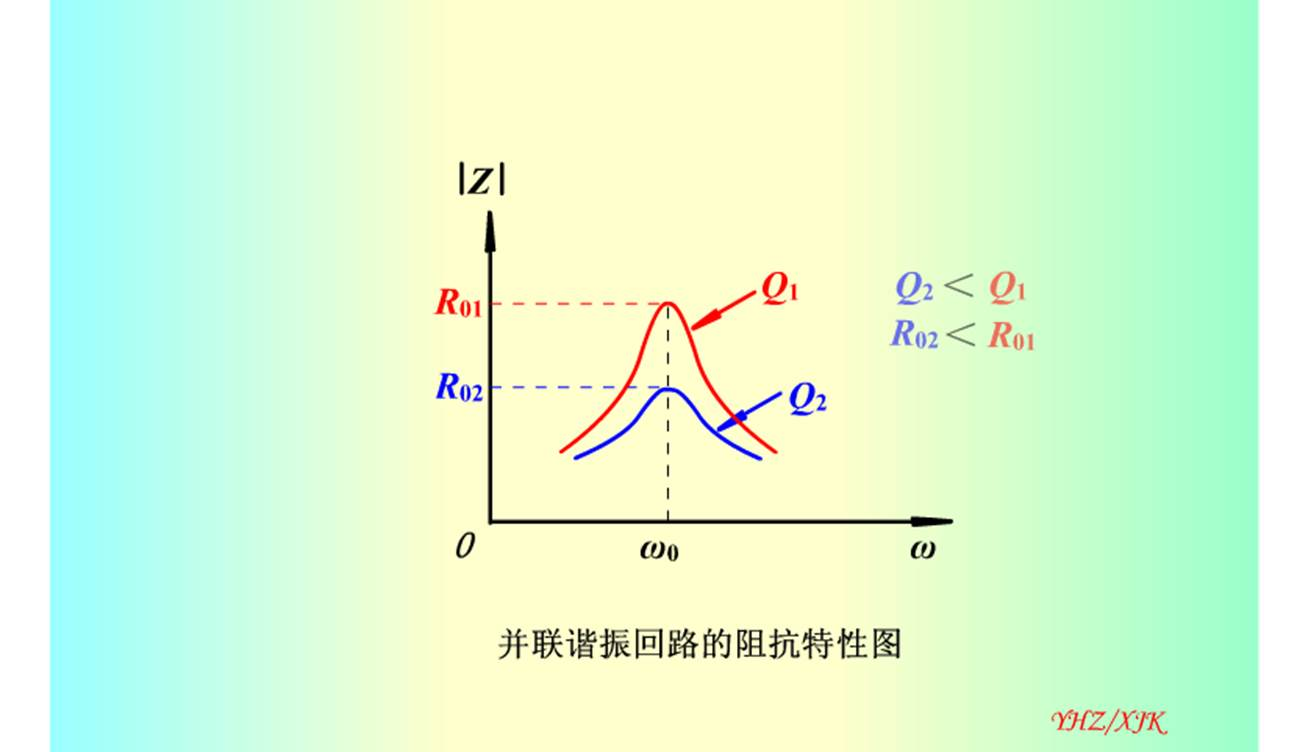 |Z|
Q₁
Q₂ < Q₁
R₀₁
R₀₂ < R₀₁
R₀₂
Q₂
0
ω₀
ω
并联谐振回路的阻抗特性图
YHZ/XJK